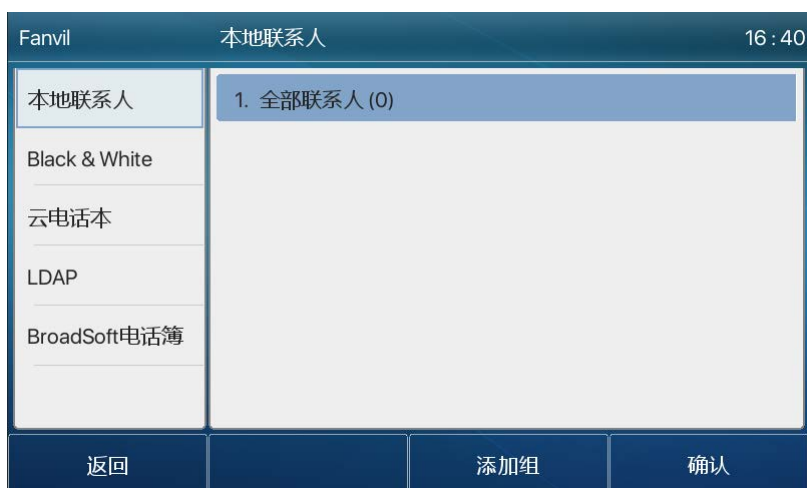 Fanvil 本地联系人 16:40
本地联系人
1. 全部联系人 (0)
Black & White
云电话本
LDAP
BroadSoft电话簿
返回 添加组 确认